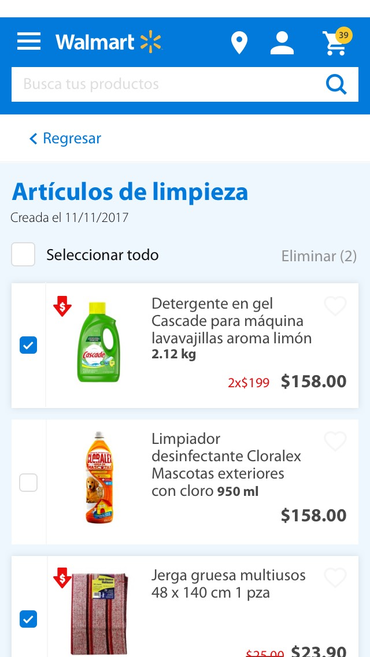 Walmart
39
Busca tus productos
Regresar
Artículos de limpieza
Creada el 11/11/2017
Seleccionar todo
Eliminar (2)
$
Cascade
Detergente en gel
Cascade para máquina
lavavajillas aroma limón
2.12 kg
2x$199 $158.00
CLORALEX
Limpiador
desinfectante Cloralex
Mascotas exteriores
con cloro 950 ml
$158.00
$
Jerga gruesa multiusos
48 x 140 cm 1 pza
$25.00 $23.90